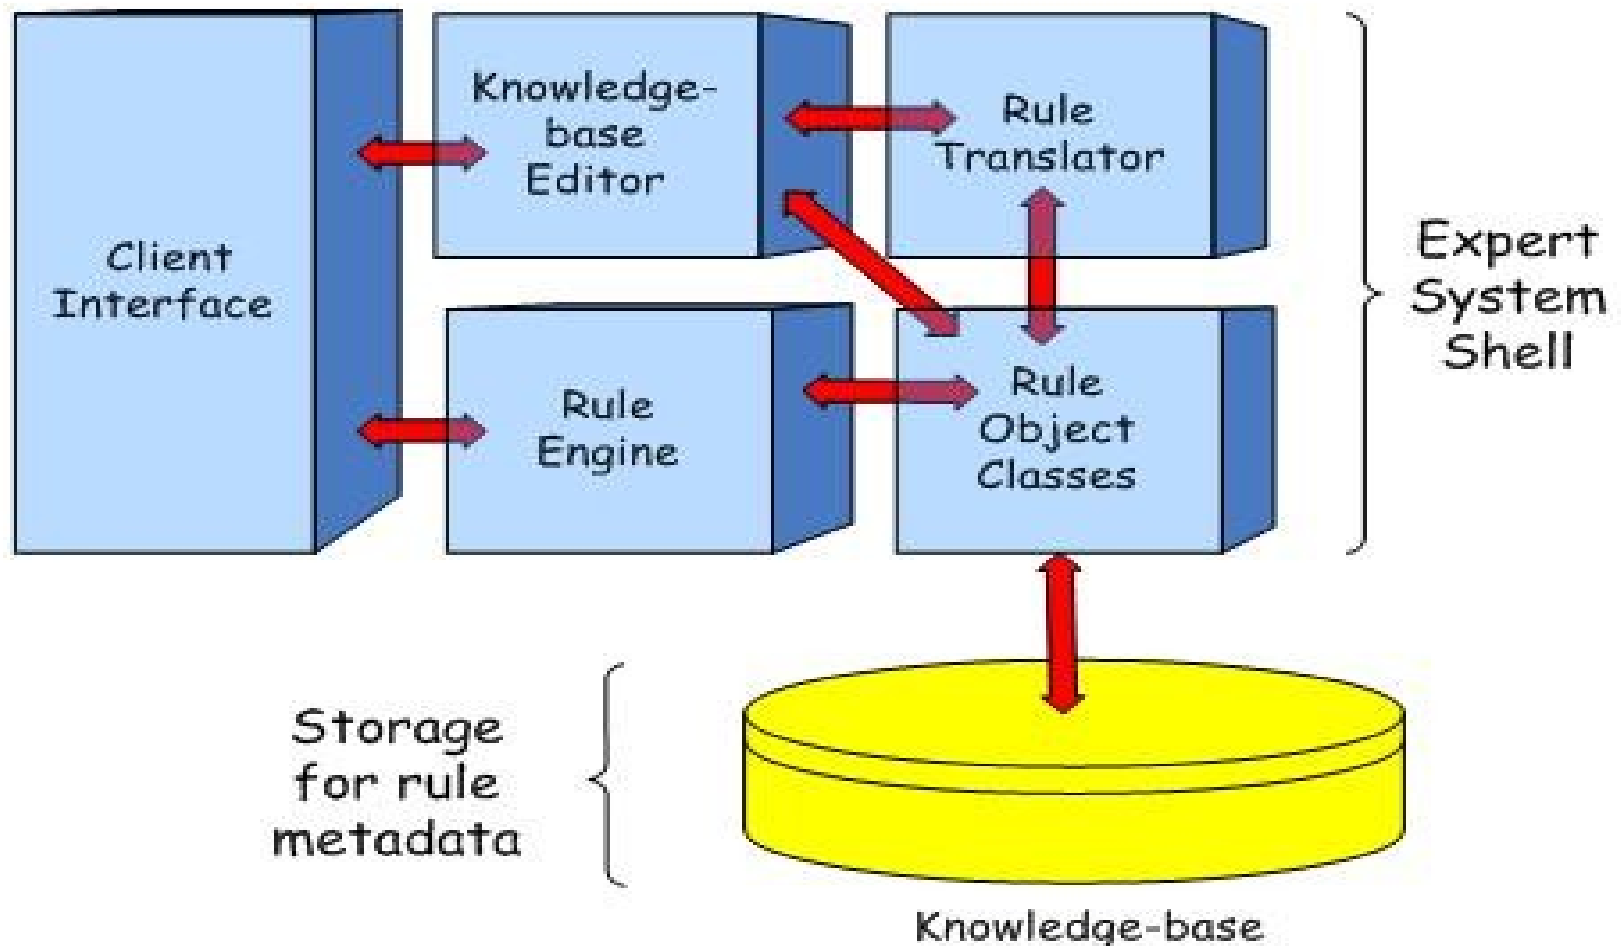 Client
Interface
Knowledge-
base
Editor
Rule
Translator
Rule
Engine
Rule
Object
Classes
Expert
System
Shell
Storage
for rule
metadata
Knowledge-base